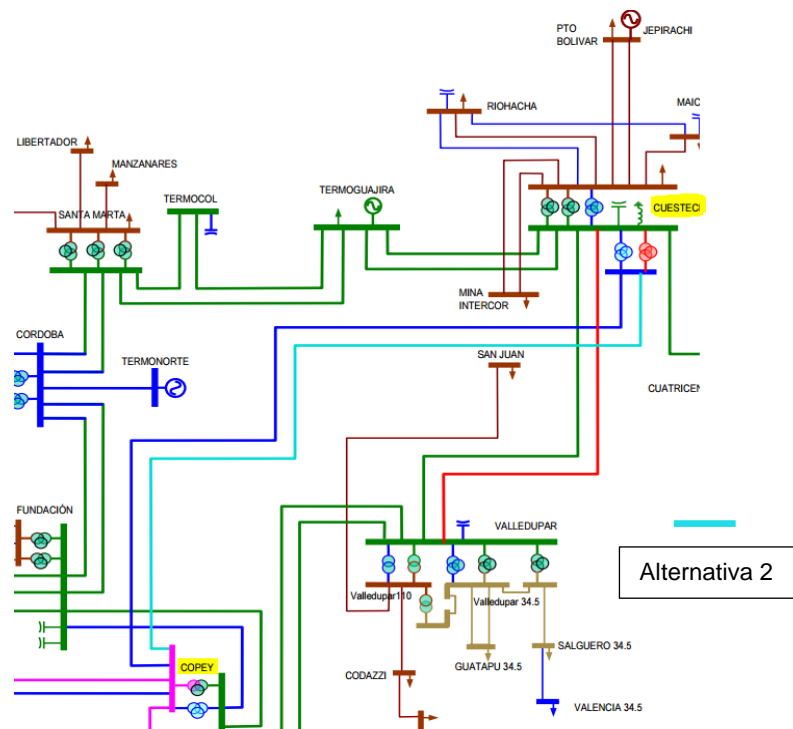 PTO
BOLIVAR
JEPIRACHI
RIOHACHA
MAIC
LIBERTADOR
MANZANARES
SANTA MARTA
TERMOCOL
TERMOGUAJIRA
CUESTECI
MINA
INTERCOR
CORDOBA
TERMONORTE
SAN JUAN
CUATRICEN
FUNDACIÓN
VALLEDUPAR
Alternativa 2
Valledupar110
Valledupar 34.5
SALGUERO 34.5
GUATAPU 34.5
COPEY
CODAZZI
VALENCIA 34.5